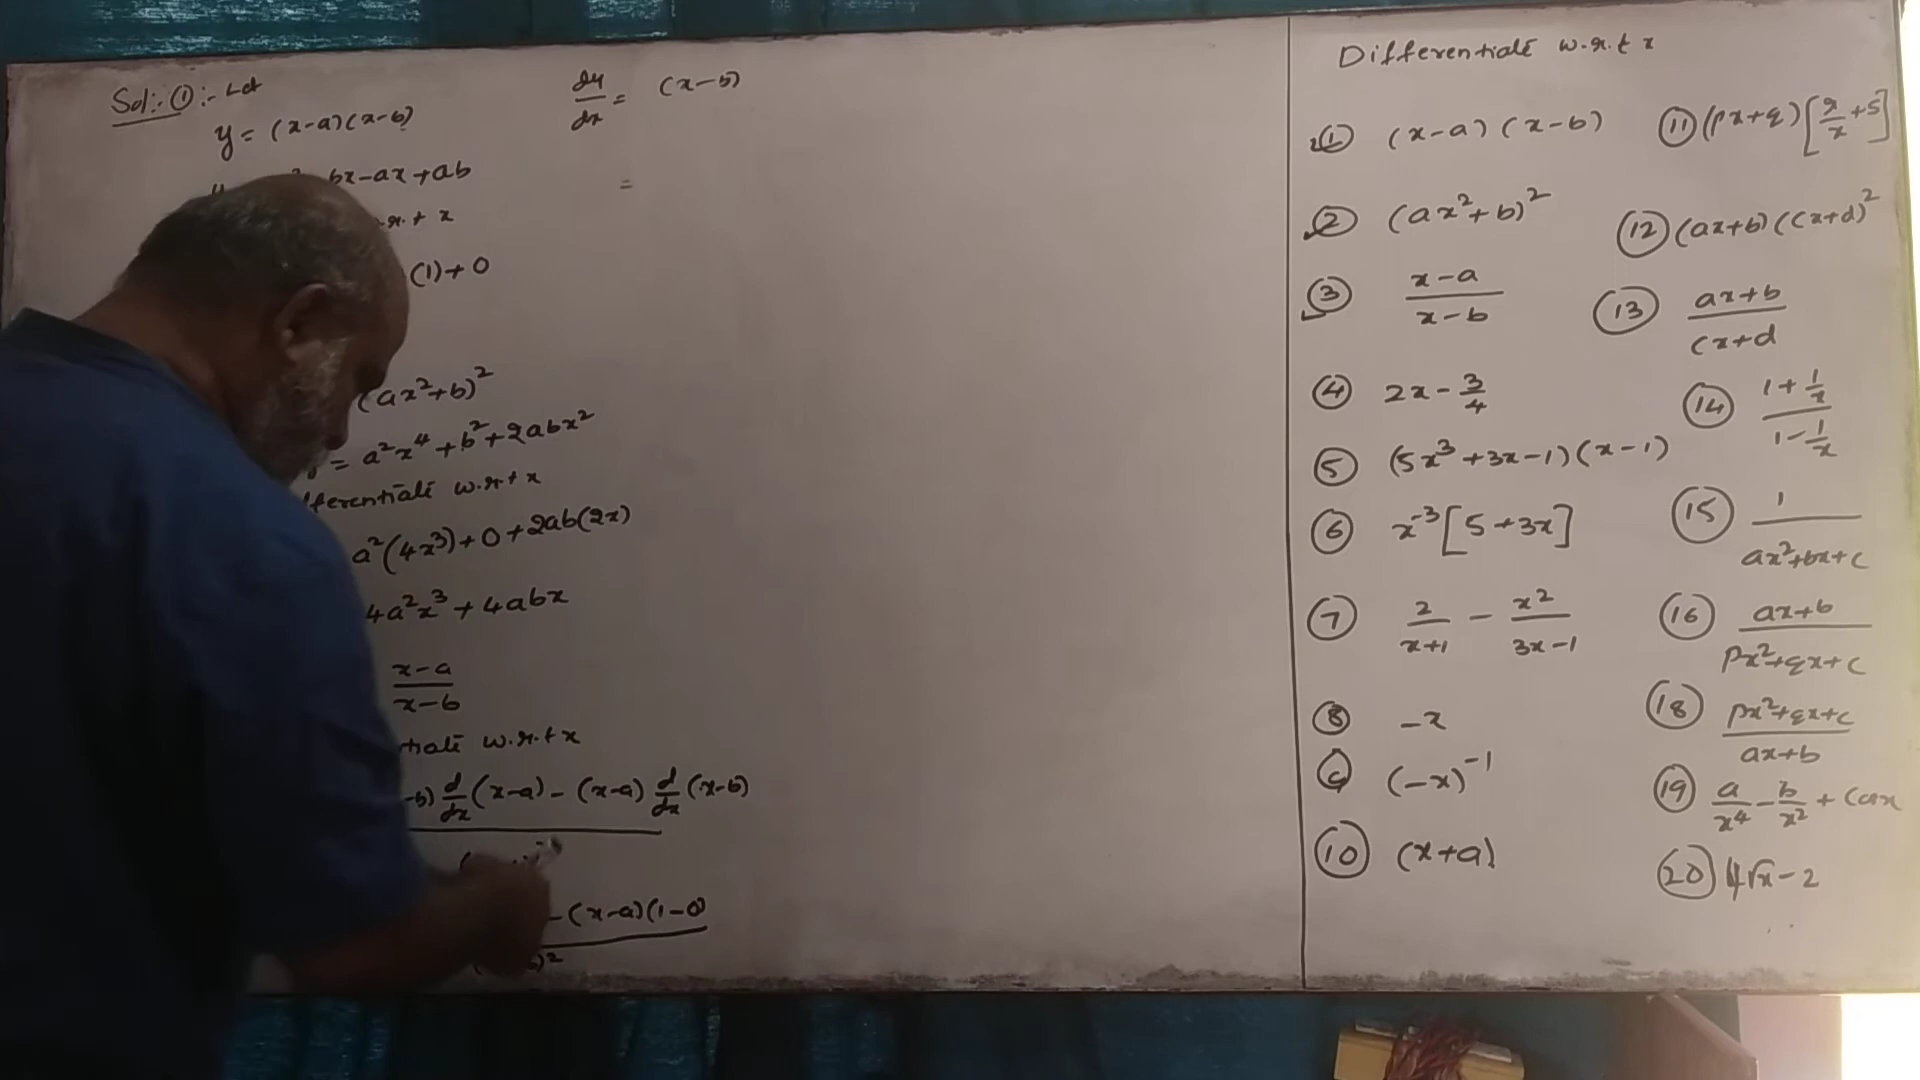 Sol:- ① :- Let
y = (x-a)(x-b)
bx-ax+ab
w.r.t x
(1)+0
(ax²+b)²
y = a²x⁴+b²+2abx²
fferentiate w.r.t x
a²(4x³)+0+2ab(2x)
4a²x³+4abx
x-a
x-b
tiate w.r.t x
-b) d/dx (x-a) - (x-a) d/dx (x-b)
-(x-a)(1-0)
)²
dy/dx = (x-b)
=
Differentiate w.r.t x
① (x-a)(x-b)
② (ax²+b)²
③ x-a
x-b
④ 2x - 3/4
⑤ (5x³+3x-1)(x-1)
⑥ x⁻³[5+3x]
⑦ 2/x+1 - x²/3x-1
⑧ -x
(-x)⁻¹
⑩ (x+a)
⑪ (px+q)[r/x+s]
⑫ (ax+b)(cx+d)²
⑬ ax+b
cx+d
⑭ 1+1/x
1-1/x
⑮ 1
ax²+bx+c
⑯ ax+b
px²+qx+c
⑱ px²+qx+c
ax+b
⑲ a/x⁴ - b/x² + Cosx
⑳ 4√x-2